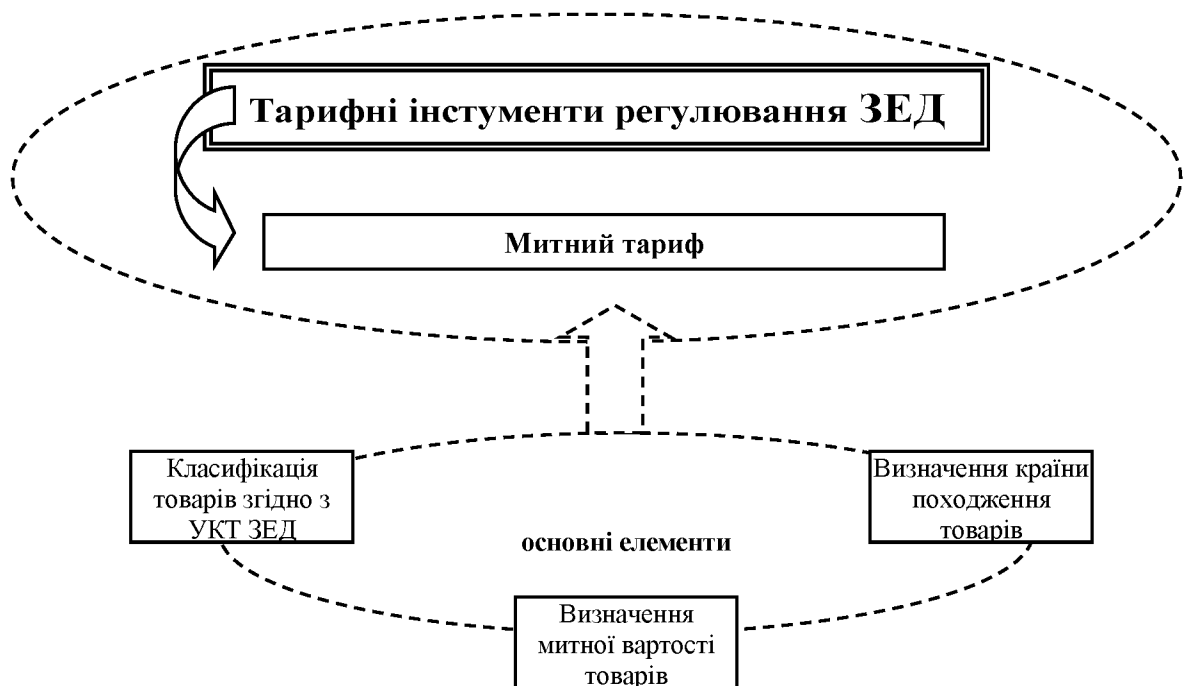 Тарифні інстументи регулювання ЗЕД
Митний тариф
Класифікація
товарів згідно з
УКТ ЗЕД
Визначення країни
походження
товарів
основні елементи
Визначення
митної вартості
товарів